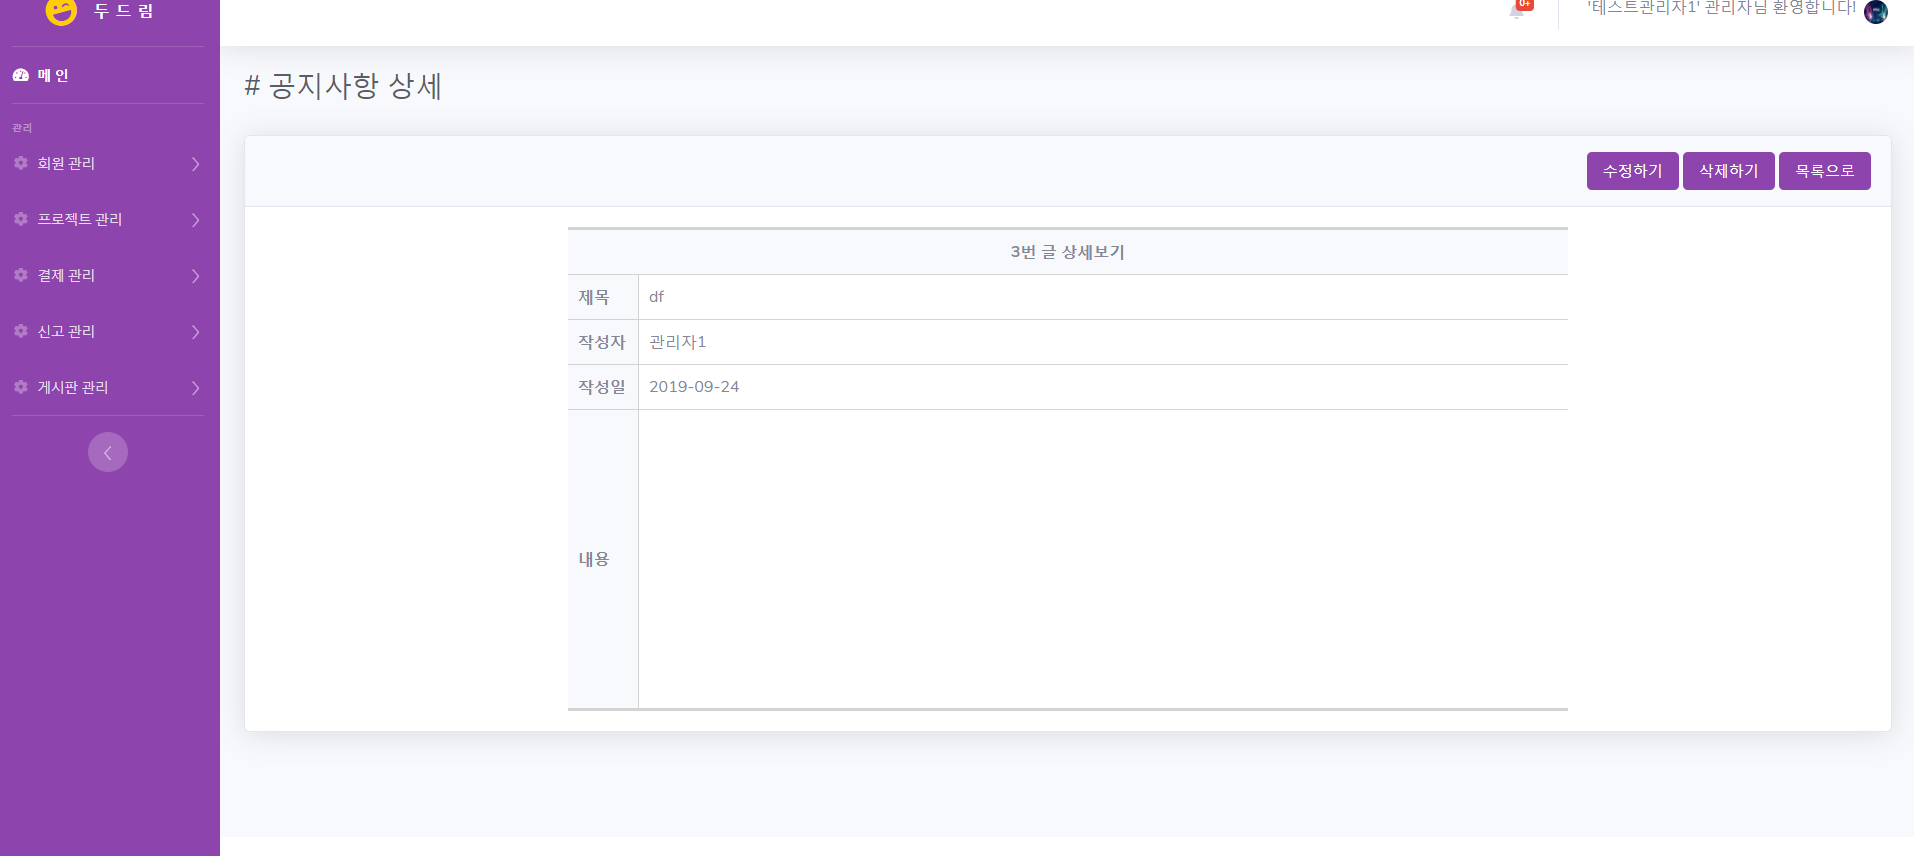 두 드 림
0+
'테스트관리자1' 관리자님 환영합니다!
메 인
관리
회원 관리
프로젝트 관리
결제 관리
신고 관리
게시판 관리
# 공지사항 상세
수정하기 삭제하기 목록으로
3번 글 상세보기
제목 df
작성자 관리자1
작성일 2019-09-24
내용